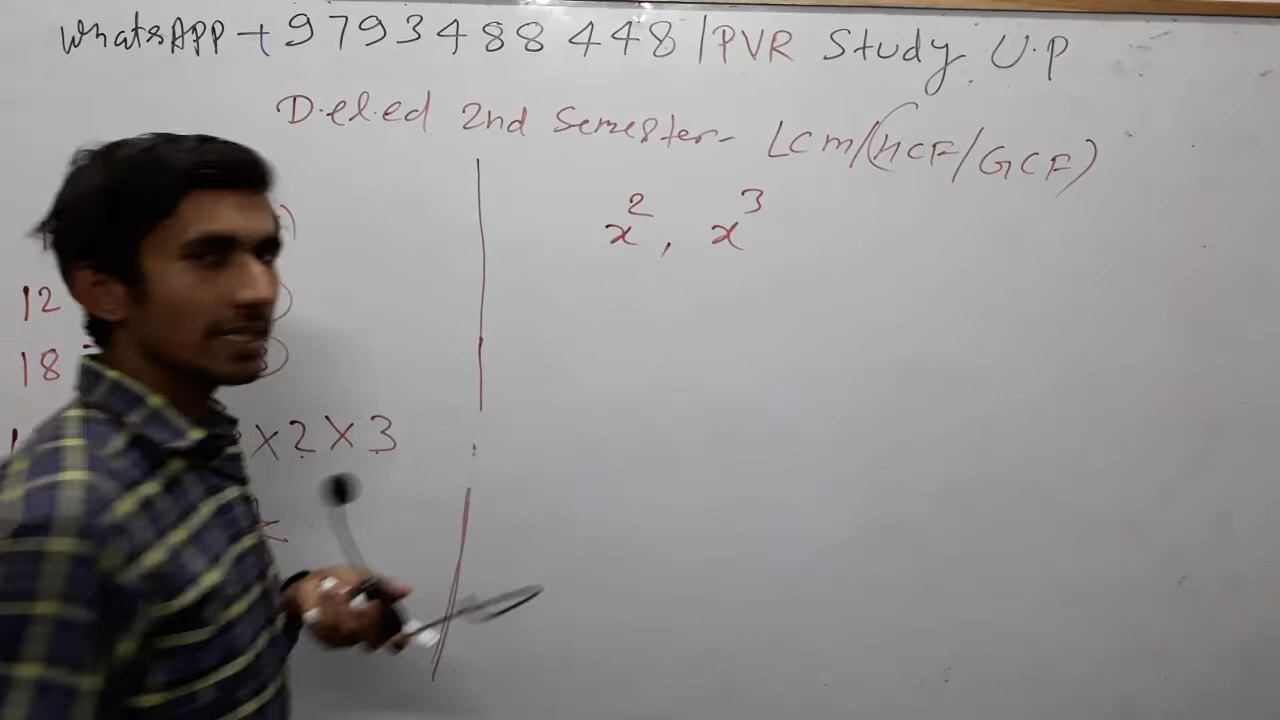 WhatsAPP - +9793488448 | PVR Study U.P
D.el.ed 2nd Semester - LCM/(HCF/GCF)
x², x³
12
18
×2×3